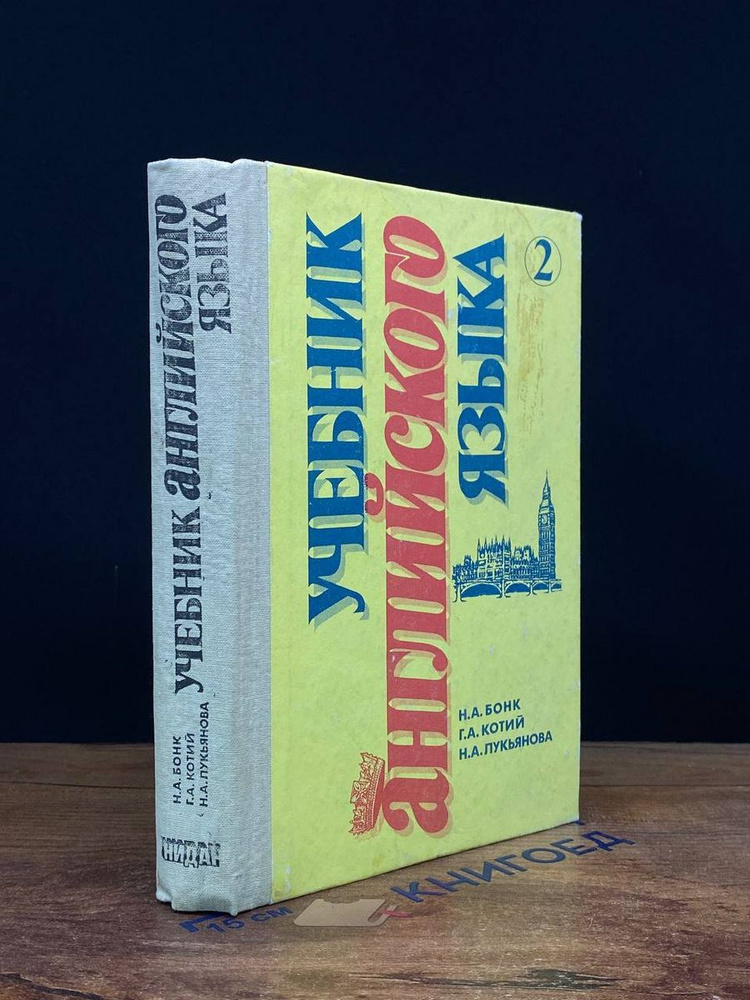 УЧЕБНИК английского
ЯЗЫКА
Н.А. БОНК
Г.А. КОТИЙ
Н.А. ЛУКЬЯНОВА
УЧЕБНИК
английского
ЯЗЫКА
2
Н.А. БОНК
Г.А. КОТИЙ
Н.А. ЛУКЬЯНОВА
КНИГОЕД
15 см